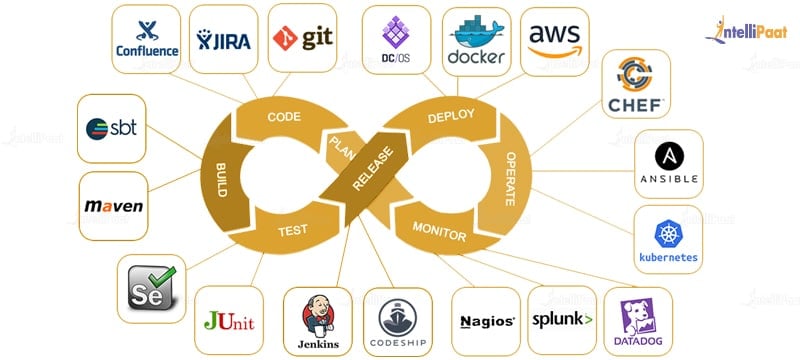 IntelliPaat
Confluence
JIRA
git
DC/OS
docker
aws
CHEF
sbt
CODE
PLAN
DEPLOY
BUILD
RELEASE
OPERATE
ANSIBLE
maven
TEST
MONITOR
kubernetes
Se
JUnit
Jenkins
CODESHIP
Nagios®
splunk>
DATADOG